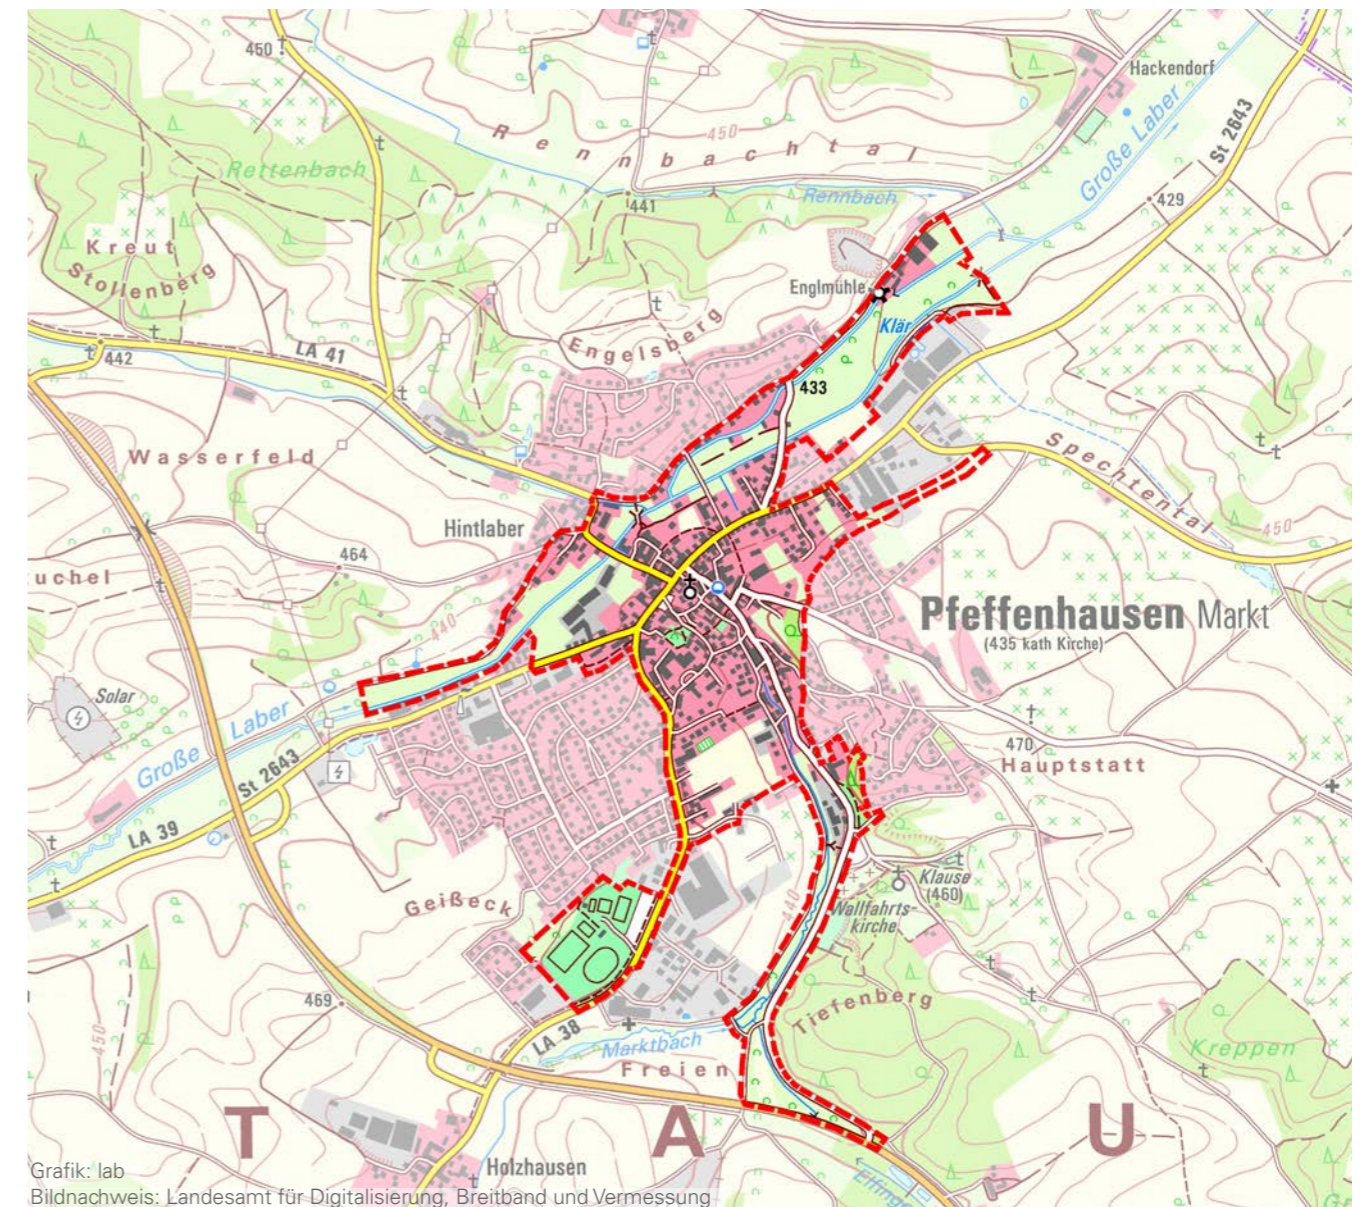 450
Hackendorf
Rennbachtal
450
Große Laber
St 2643
Rettenbach
441
Rennbach
429
Kreut
Stollenberg
Englmühle
Klär
Engelsberg
LA 41
442
433
Wasserfeld
Spechtental
450
Hintlaber
464
uchel
440
Pfeffenhausen Markt
(435 kath Kirche)
Solar
Große Laber
470
Hauptstatt
St 2643
LA 39
Geißeck
440
Klause
(460)
Wallfahrts-
kirche
469
450
Tiefenberg
LA 38
Marktbach
Freien
Kreppen
T A U
Holzhausen
Effing
Grafik: lab
Bildnachweis: Landesamt für Digitalisierung, Breitband und Vermessung